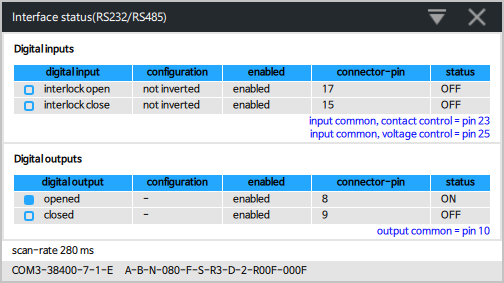 Interface status(RS232/RS485)
Digital inputs
digital input configuration enabled connector-pin status
interlock open not inverted enabled 17 OFF
interlock close not inverted enabled 15 OFF
input common, contact control = pin 23
input common, voltage control = pin 25
Digital outputs
digital output configuration enabled connector-pin status
opened - enabled 8 ON
closed - enabled 9 OFF
output common = pin 10
scan-rate 280 ms
COM3-38400-7-1-E A-B-N-080-F-S-R3-D-2-R00F-000F